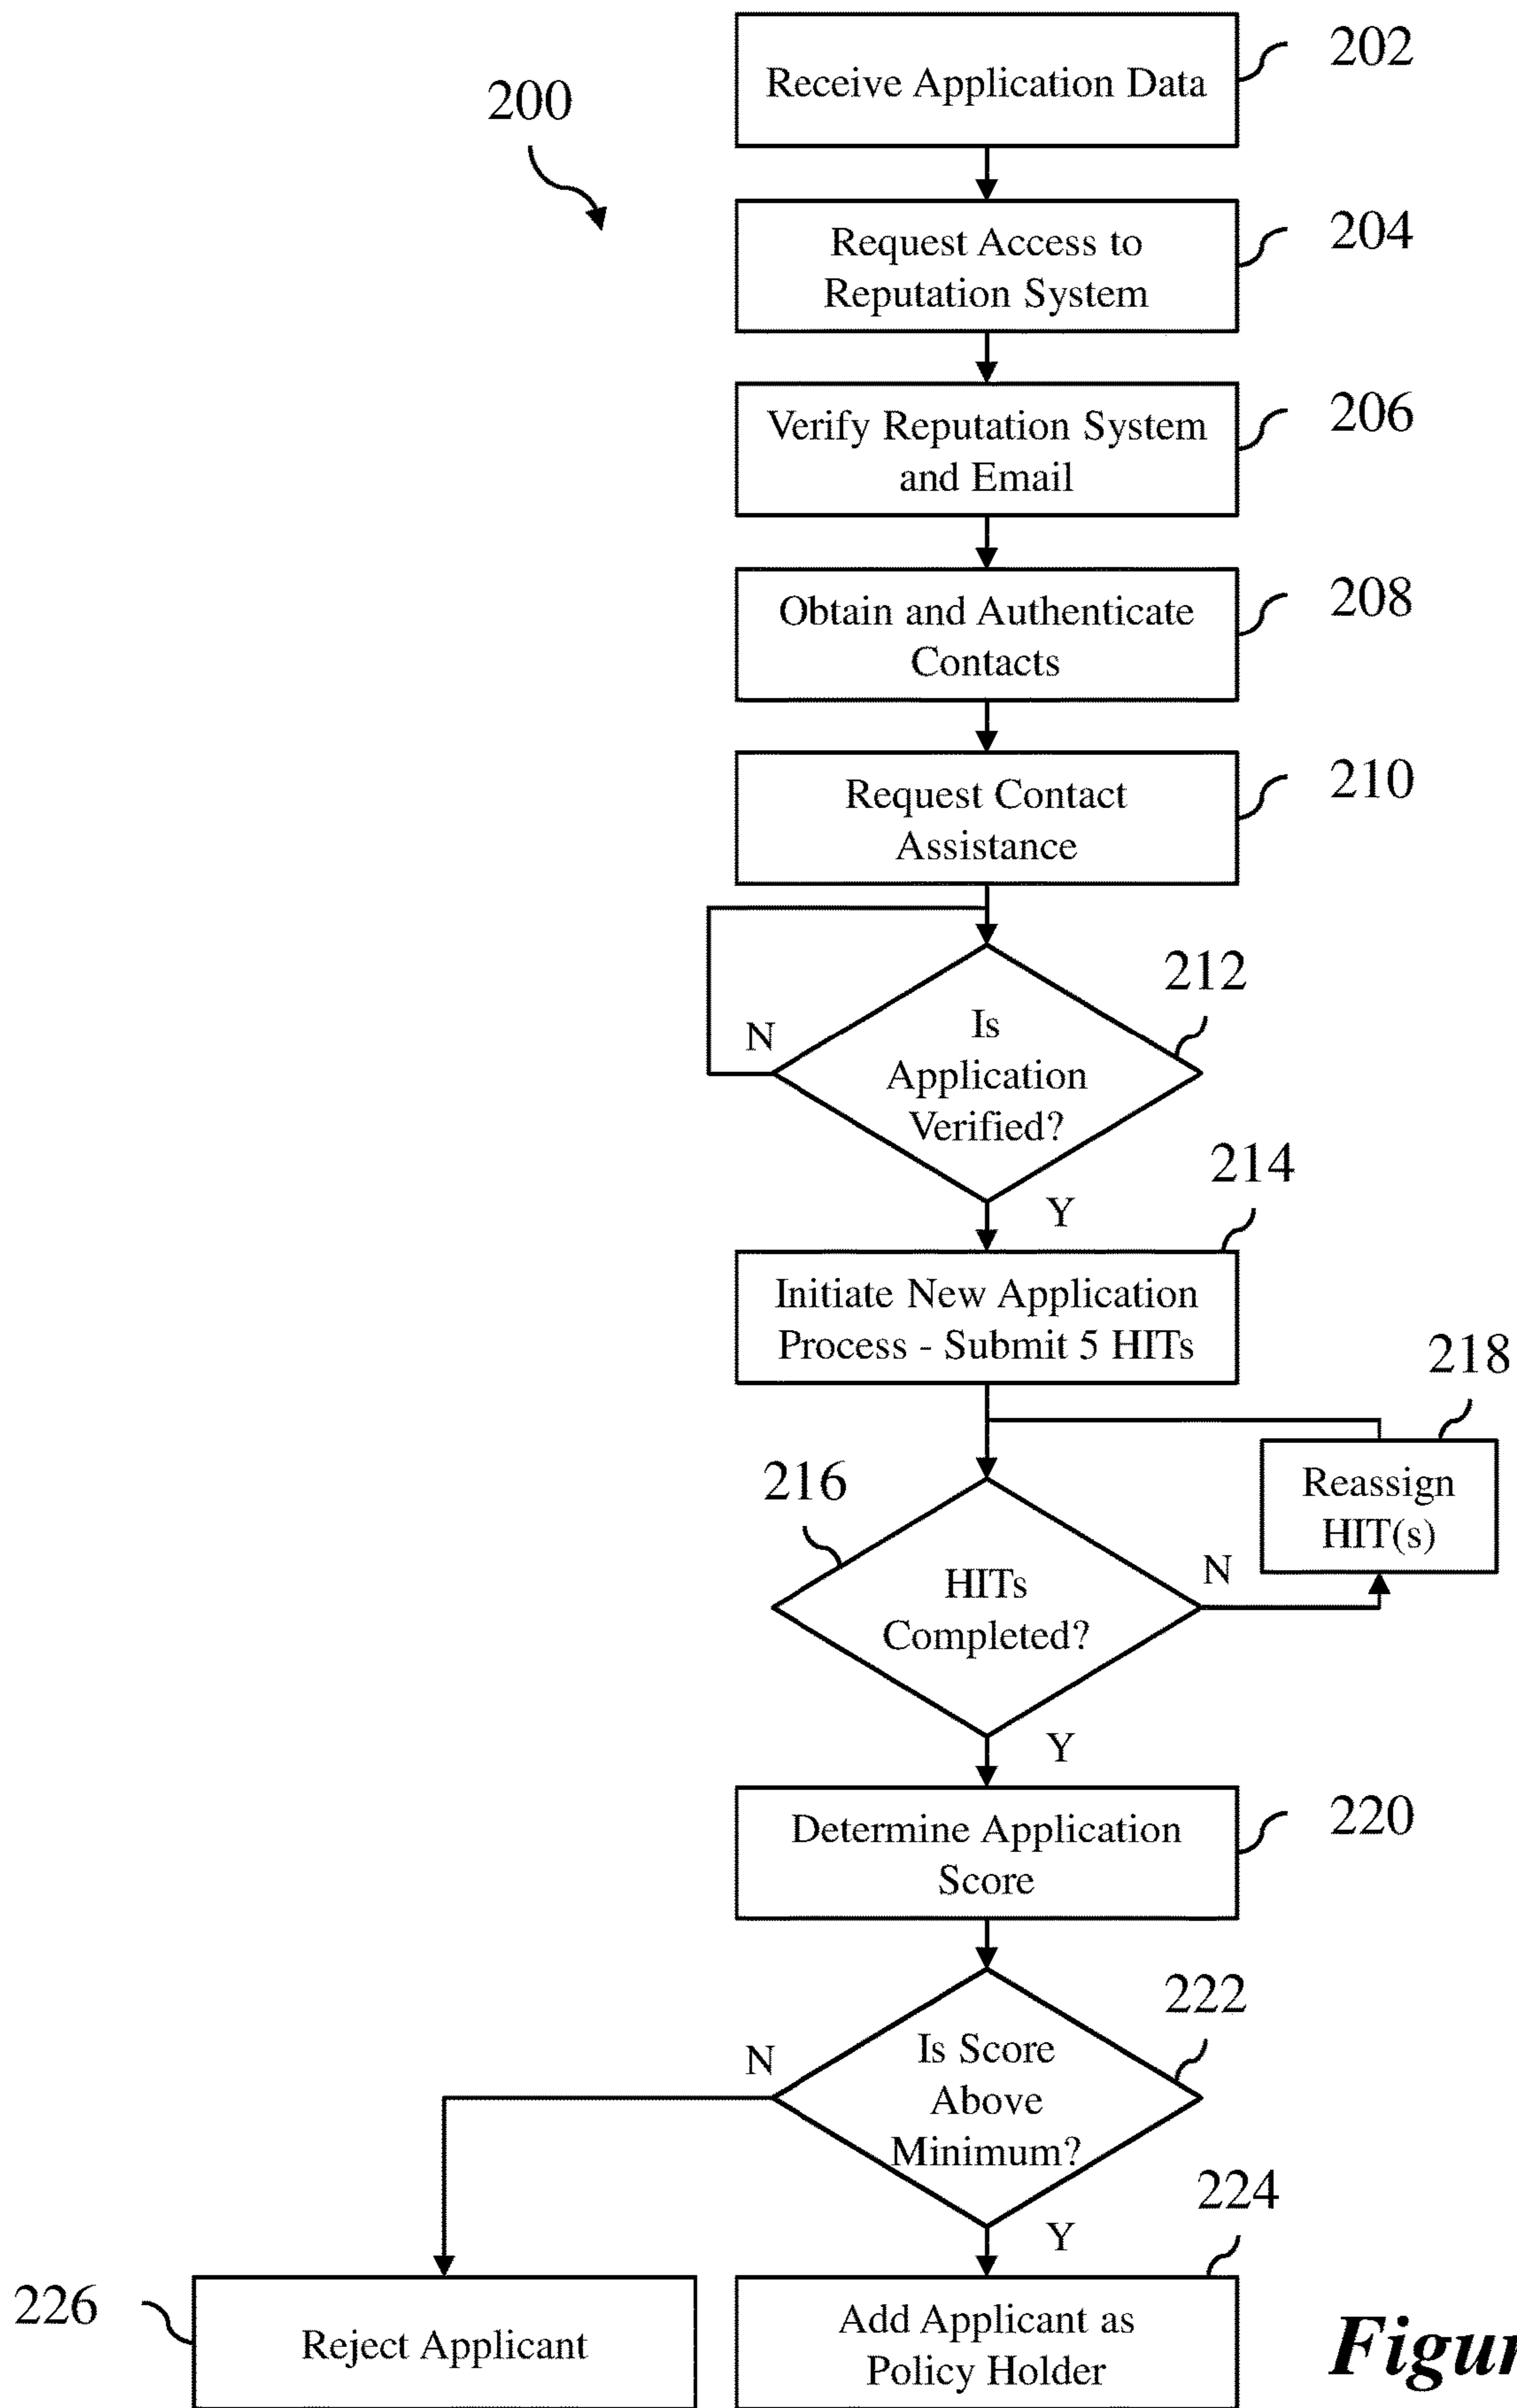 200
Receive Application Data
202
Request Access to
Reputation System
204
Verify Reputation System
and Email
206
Obtain and Authenticate
Contacts
208
Request Contact
Assistance
210
212
N
Is
Application
Verified?
Y
214
Initiate New Application
Process - Submit 5 HITs
218
Reassign
HIT(s)
216
HITs
Completed?
N
Y
Determine Application
Score
220
222
N
Is Score
Above
Minimum?
Y
224
226
Reject Applicant
Add Applicant as
Policy Holder